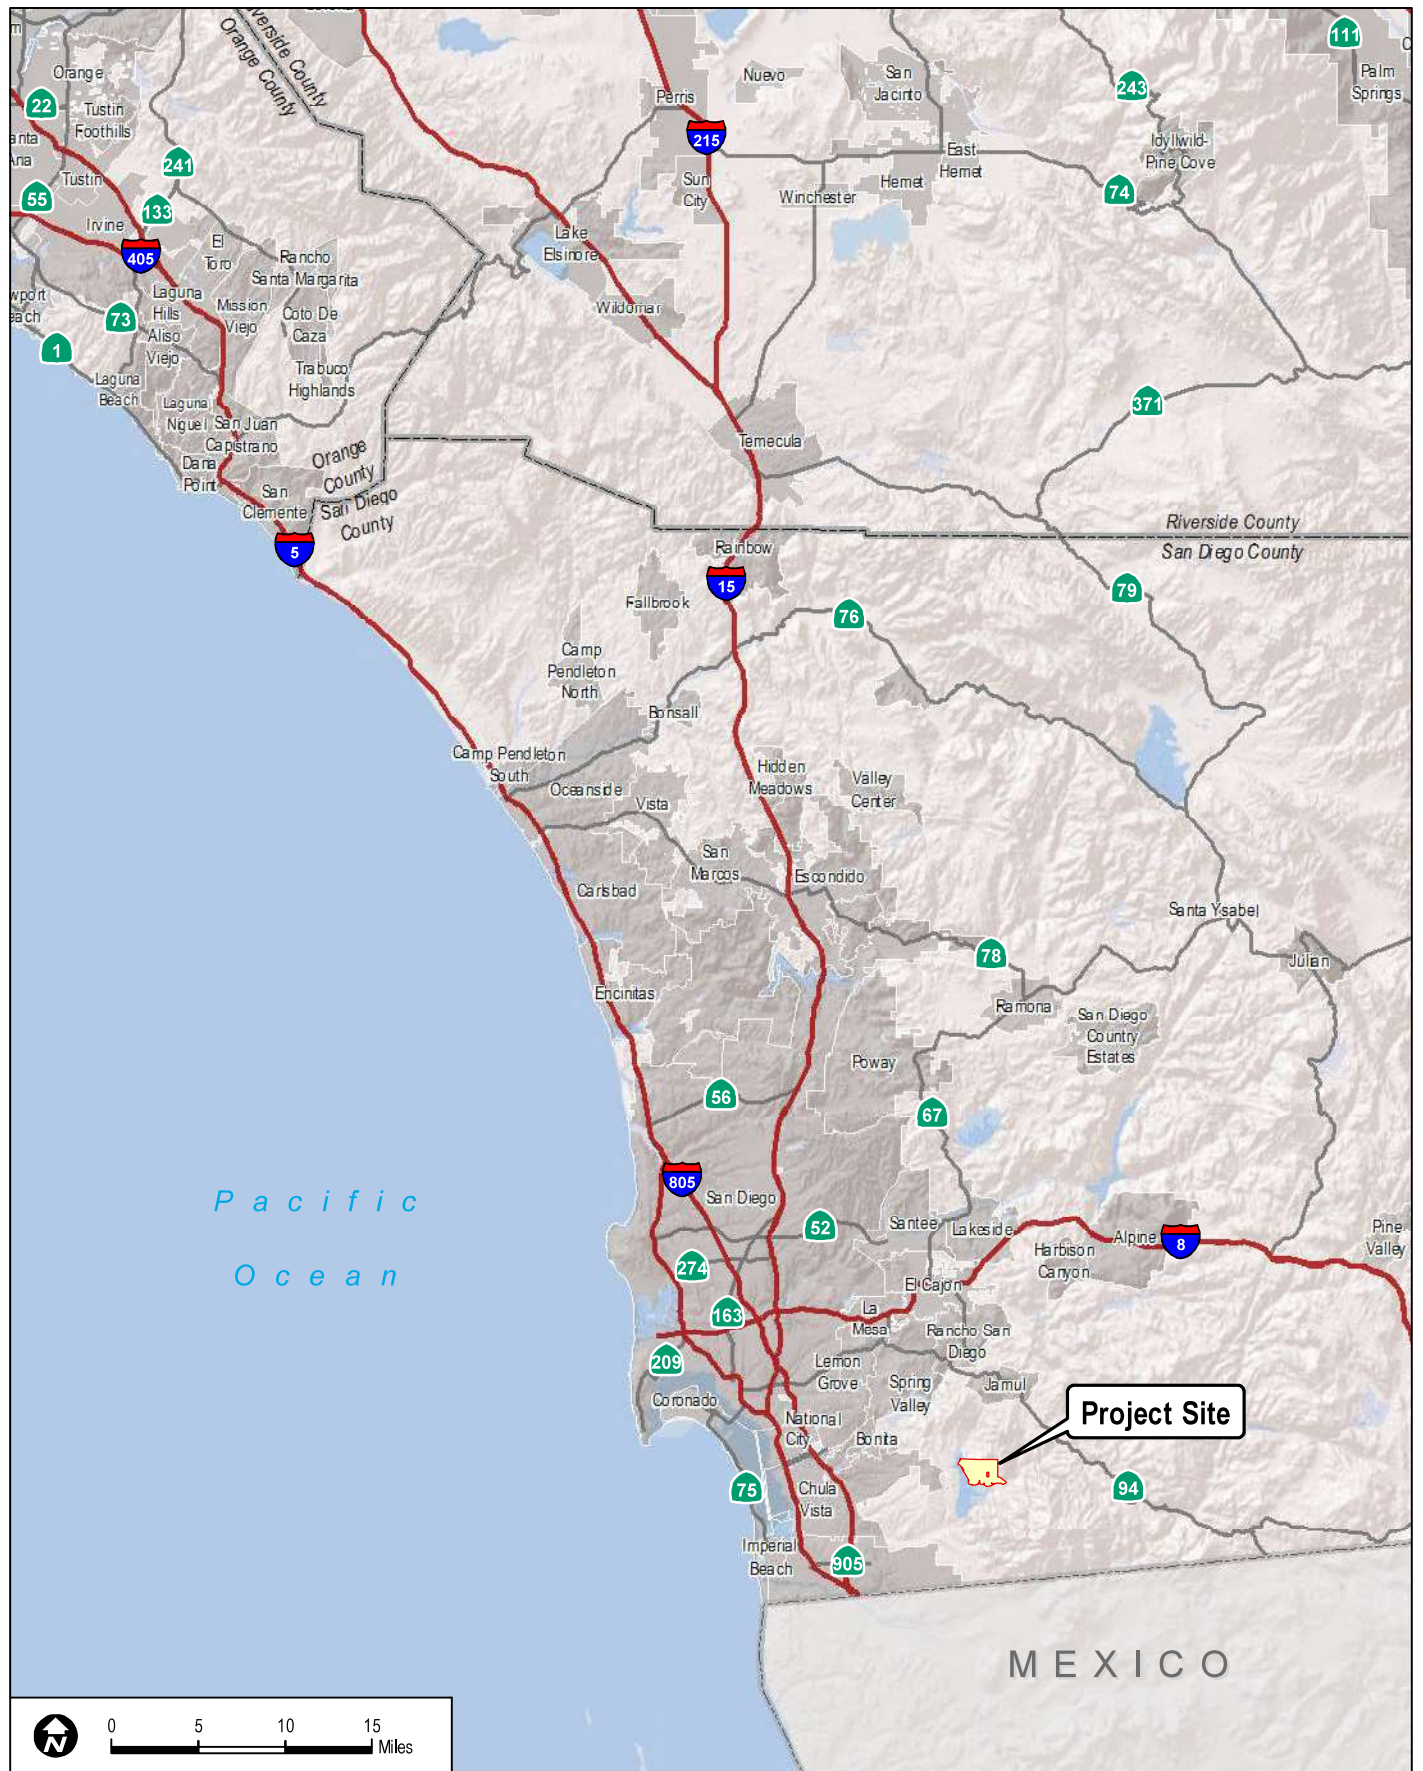 Riverside County
Orange County
111
Orange
Nuevo
San
Jacinto
Palm
Springs
243
22
Tustin
Foothills
Perris
215
Idyllwild-
Pine Cove
East
Hemet
241
Tustin
Sun
City
Hemet
Winchester
74
55
133
Irvine
405
El
Toro
Rancho
Santa Margarita
Lake
Elsinore
Laguna
Hills
Mission
Viejo
Coto De
Caza
Wildomar
73
1
Aliso
Viejo
Trabuco
Highlands
Laguna
Beach
Laguna
Niguel
San Juan
Capistrano
371
Temecula
Dana
Point
Orange
County
San Diego
County
San
Clemente
Riverside County
San Diego County
5
Rainbow
15
79
Fallbrook
76
Camp
Pendleton
North
Bonsall
Camp Pendleton
South
Hidden
Meadows
Valley
Center
Oceanside
Vista
San
Marcos
Escondido
Carlsbad
Santa Ysabel
78
Julian
Encinitas
Ramona
San Diego
Country
Estates
Poway
56
67
805
San Diego
Pacific
Ocean
52
Santee
Lakeside
Alpine
8
Pine
Valley
Harbison
Canyon
274
El Cajon
163
La
Mesa
Rancho San
Diego
209
Lemon
Grove
Spring
Valley
Jamul
Coronado
Project Site
National
City
Bonita
75
Chula
Vista
94
Imperial
Beach
905
MEXICO
N
0 5 10 15
Miles